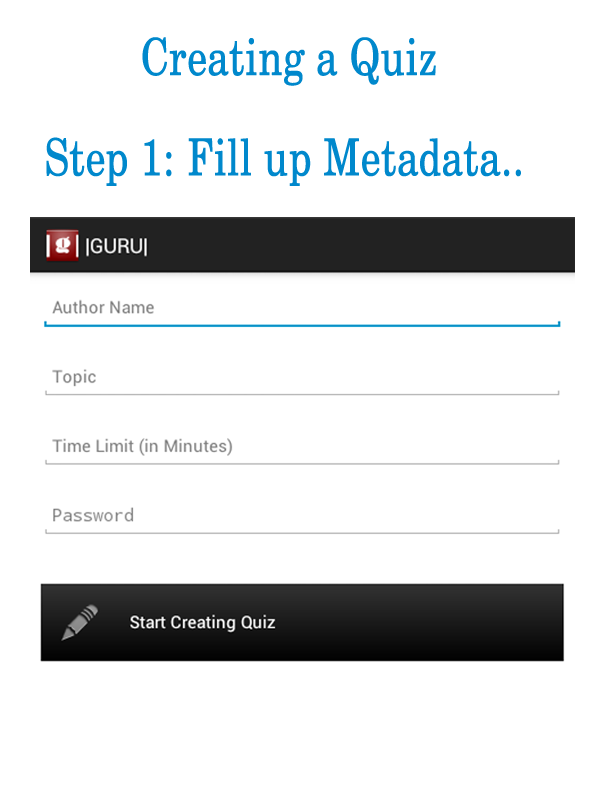 Creating a Quiz
Step 1: Fill up Metadata..
g |GURU|
Author Name
Topic
Time Limit (in Minutes)
Password
Start Creating Quiz